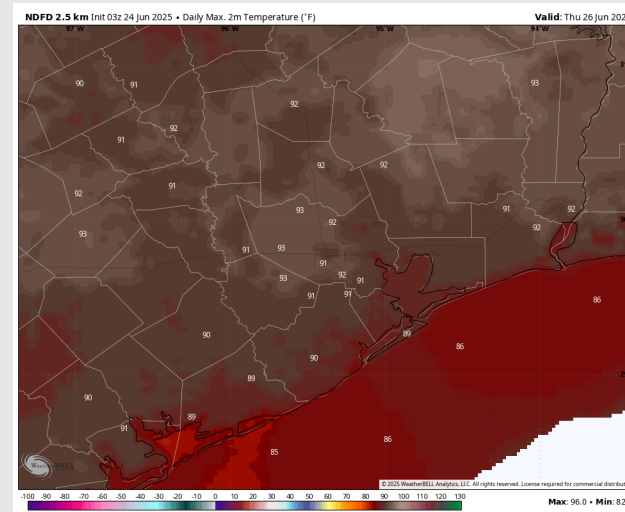 NDFD 2.5 km Init 03z 24 Jun 2025 • Daily Max. 2m Temperature (°F) Valid: Thu 26 Jun 202
97 W 96 W 95 W 94 W
90 91 93
92
92
91
92 92
91
92
93 91 92
92
93 92
91 93
91
93 92 91
91 91
86
90 89
86
90
89
90
89
91
86
85
WeatherBELL
© 2025 WeatherBELL Analytics, LLC. All rights reserved. License required for commercial distribut
-100 -90 -80 -70 -60 -50 -40 -30 -20 -10 0 10 20 30 40 50 60 70 80 90 100 110 120 130
Max: 96.0 • Min: 82